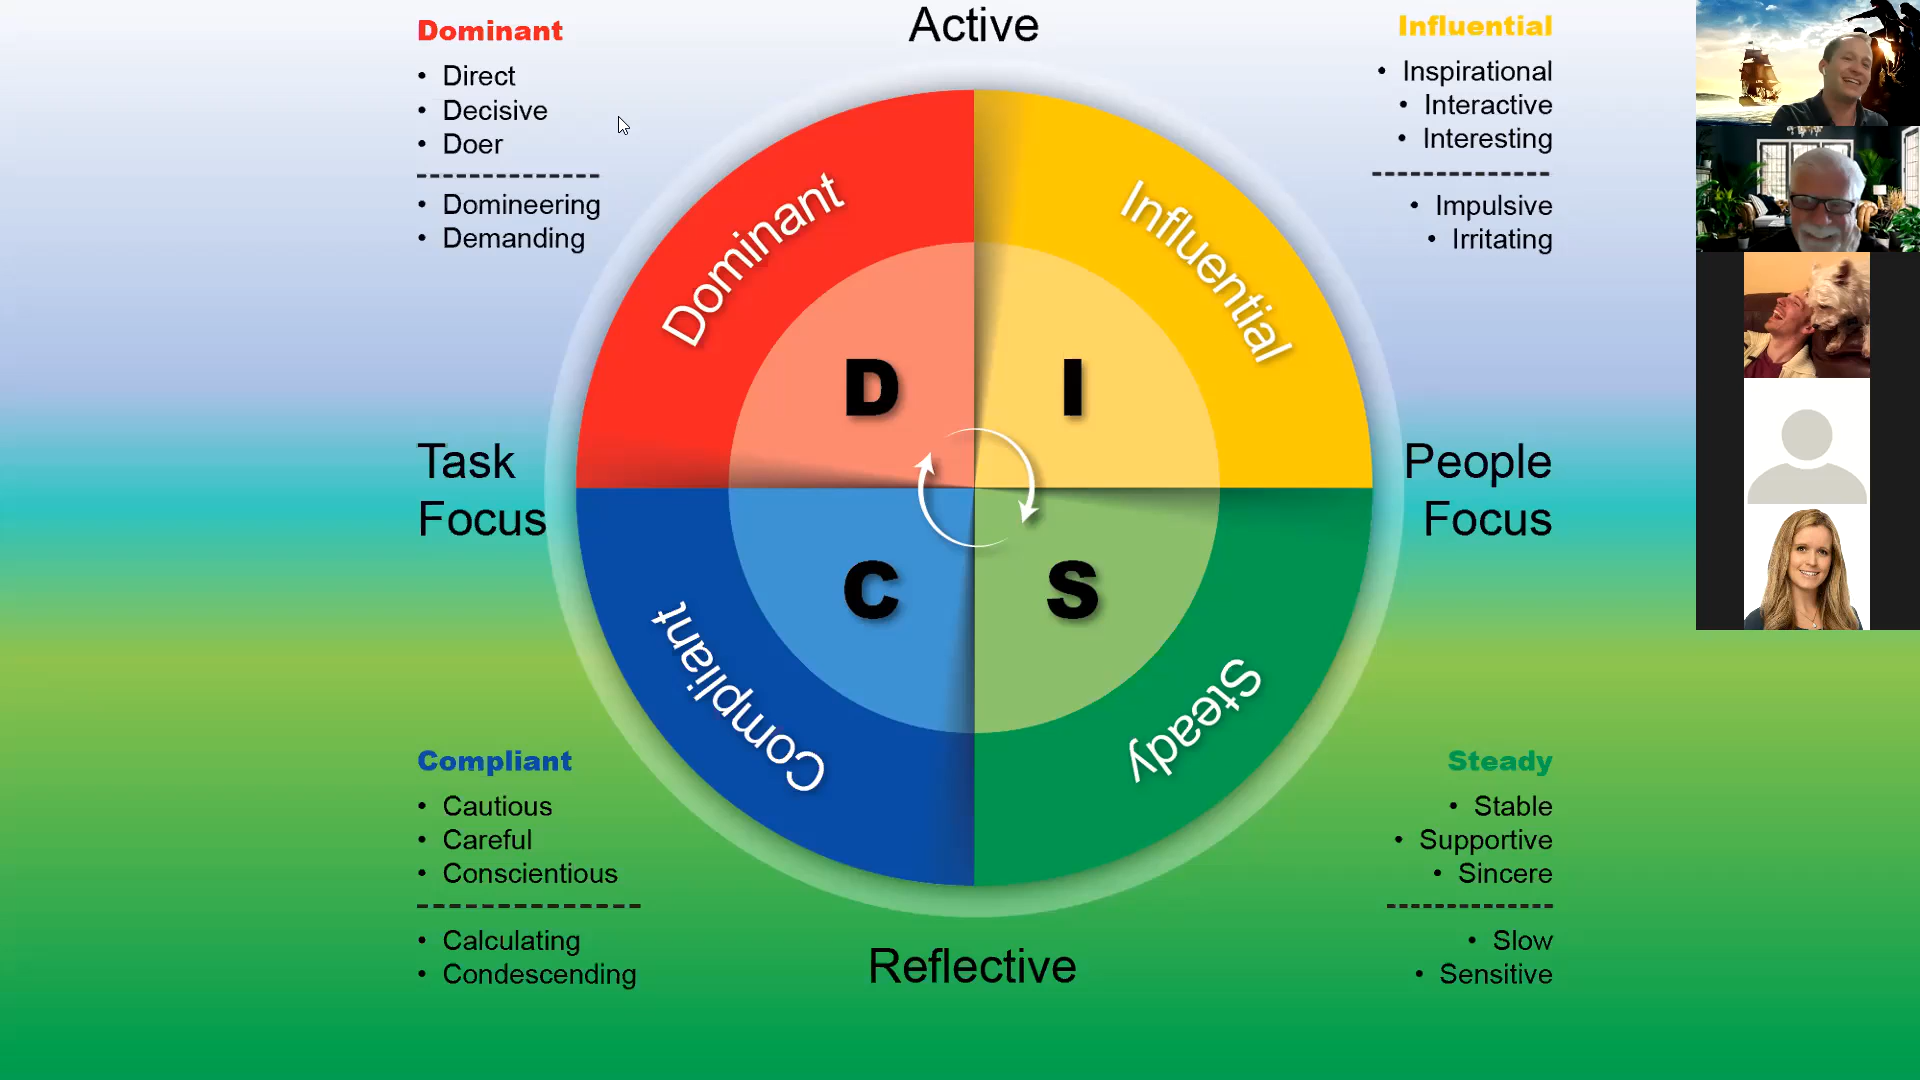 Active
Dominant
• Direct
• Decisive
• Doer
• Domineering
• Demanding
Influential
• Inspirational
• Interactive
• Interesting
• Impulsive
• Irritating
Dominant
Influential
D
I
Task
Focus
People
Focus
C
S
Compliant
Steady
Compliant
• Cautious
• Careful
• Conscientious
• Calculating
• Condescending
Steady
• Stable
• Supportive
• Sincere
• Slow
• Sensitive
Reflective